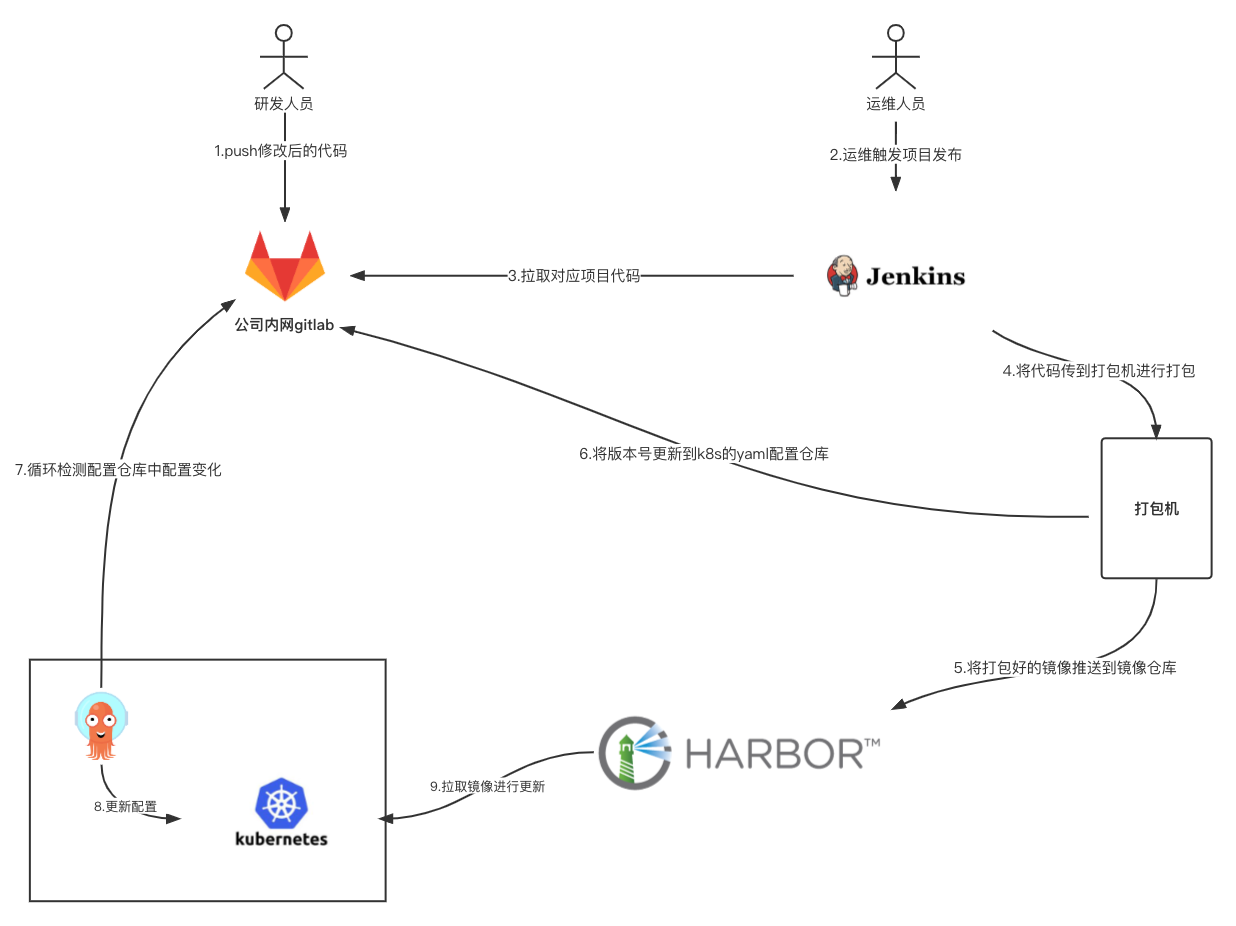 研发人员
运维人员
1.push修改后的代码
2.运维触发项目发布
3.拉取对应项目代码
Jenkins
公司内网gitlab
4.将代码传到打包机进行打包
6.将版本号更新到k8s的yaml配置仓库
7.循环检测配置仓库中配置变化
打包机
5.将打包好的镜像推送到镜像仓库
HARBOR™
9.拉取镜像进行更新
8.更新配置
kubernetes